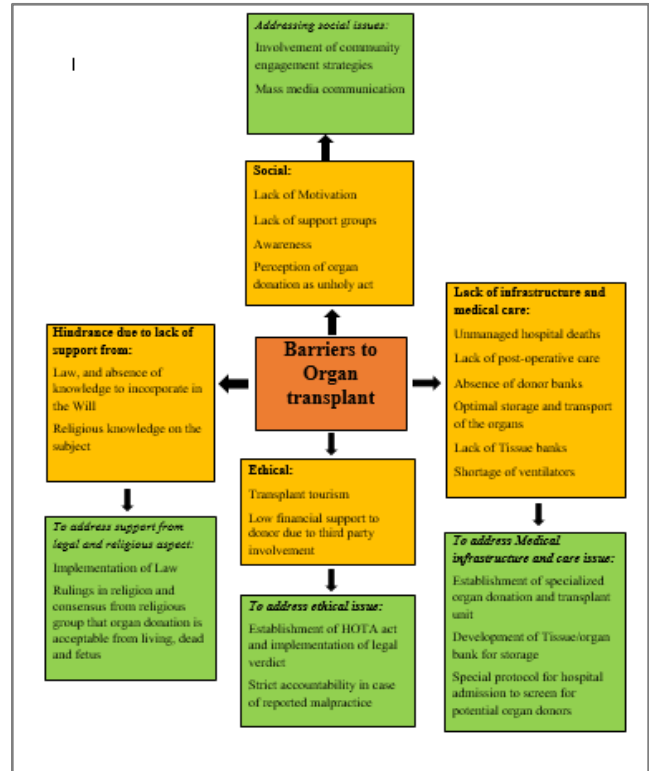 Addressing social issues:
Involvement of community
engagement strategies
Mass media communication
Social:
Lack of Motivation
Lack of support groups
Awareness
Perception of organ
donation as unholy act
Hindrance due to lack of
support from:
Law, and absence of
knowledge to incorporate in
the Will
Religious knowledge on the
subject
Barriers to
Organ
transplant
Lack of infrastructure and
medical care:
Unmanaged hospital deaths
Lack of post-operative care
Absence of donor banks
Optimal storage and transport
of the organs
Lack of Tissue banks
Shortage of ventilators
Ethical:
Transplant tourism
Low financial support to
donor due to third party
involvement
To address support from
legal and religious aspect:
Implementation of Law
Rulings in religion and
consensus from religious
group that organ donation is
acceptable from living, dead
and fetus
To address ethical issue:
Establishment of HOTA act
and implementation of legal
verdict
Strict accountability in case
of reported malpractice
To address Medical
infrastructure and care issue:
Establishment of specialized
organ donation and transplant
unit
Development of Tissue/organ
bank for storage
Special protocol for hospital
admission to screen for
potential organ donors